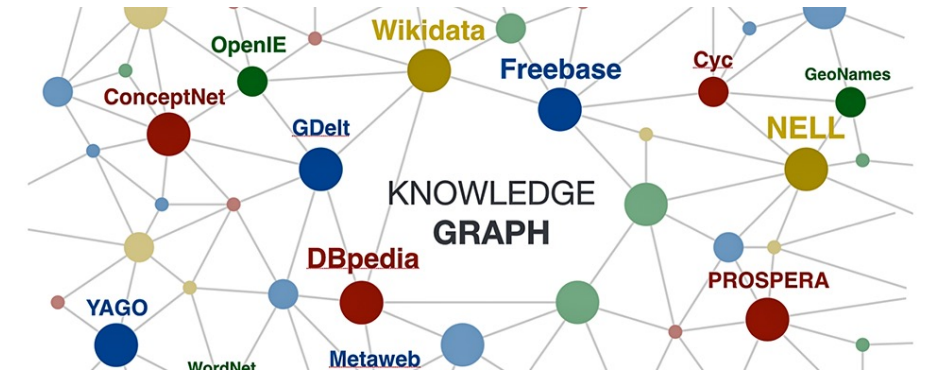 Wikidata
OpenIE
Cyc
Freebase
GeoNames
ConceptNet
GDelt
NELL
KNOWLEDGE
GRAPH
DBpedia
PROSPERA
YAGO
Metaweb
WordNet